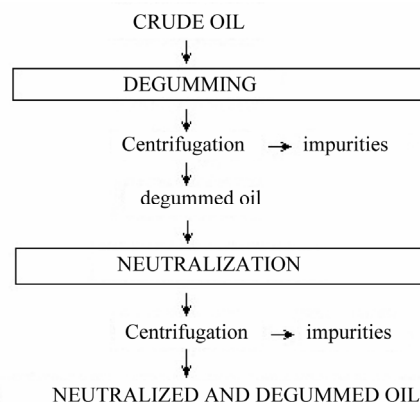 CRUDE OIL
DEGUMMING
Centrifugation → impurities
degummed oil
NEUTRALIZATION
Centrifugation → impurities
NEUTRALIZED AND DEGUMMED OIL